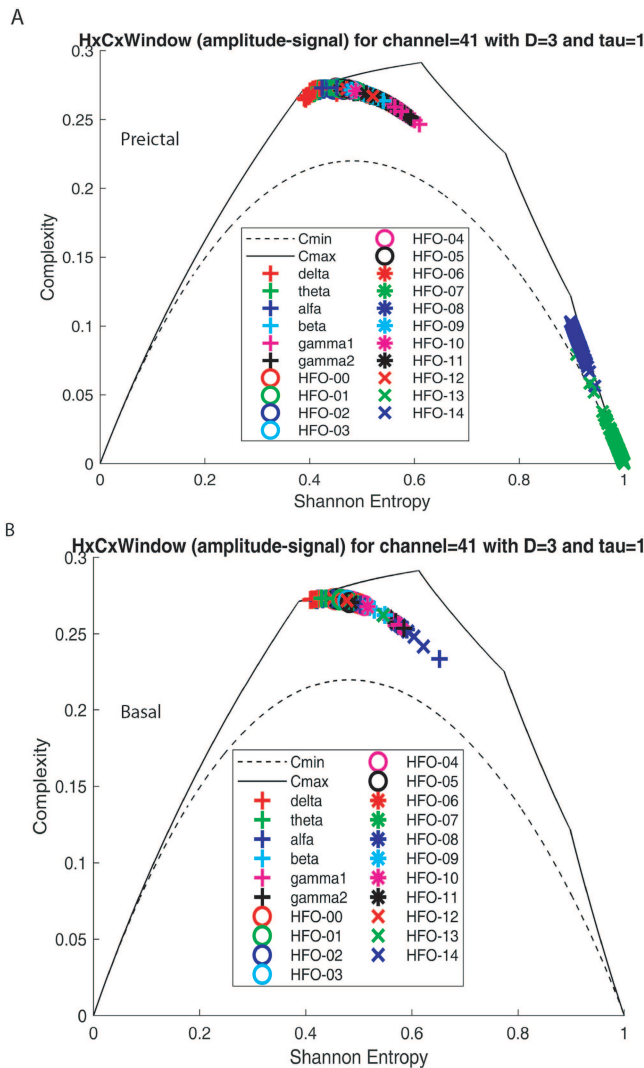 A
HxCxWindow (amplitude-signal) for channel=41 with D=3 and tau=1
0.3
0.25
0.2
0.15
0.1
0.05
0
Complexity
Preictal
Cmin
Cmax
delta
theta
alfa
beta
gamma1
gamma2
HFO-00
HFO-01
HFO-02
HFO-03
HFO-04
HFO-05
HFO-06
HFO-07
HFO-08
HFO-09
HFO-10
HFO-11
HFO-12
HFO-13
HFO-14
0 0.2 0.4 0.6 0.8 1
Shannon Entropy
B
HxCxWindow (amplitude-signal) for channel=41 with D=3 and tau=1
0.3
0.25
0.2
0.15
0.1
0.05
0
Complexity
Basal
Cmin
Cmax
delta
theta
alfa
beta
gamma1
gamma2
HFO-00
HFO-01
HFO-02
HFO-03
HFO-04
HFO-05
HFO-06
HFO-07
HFO-08
HFO-09
HFO-10
HFO-11
HFO-12
HFO-13
HFO-14
0 0.2 0.4 0.6 0.8 1
Shannon Entropy